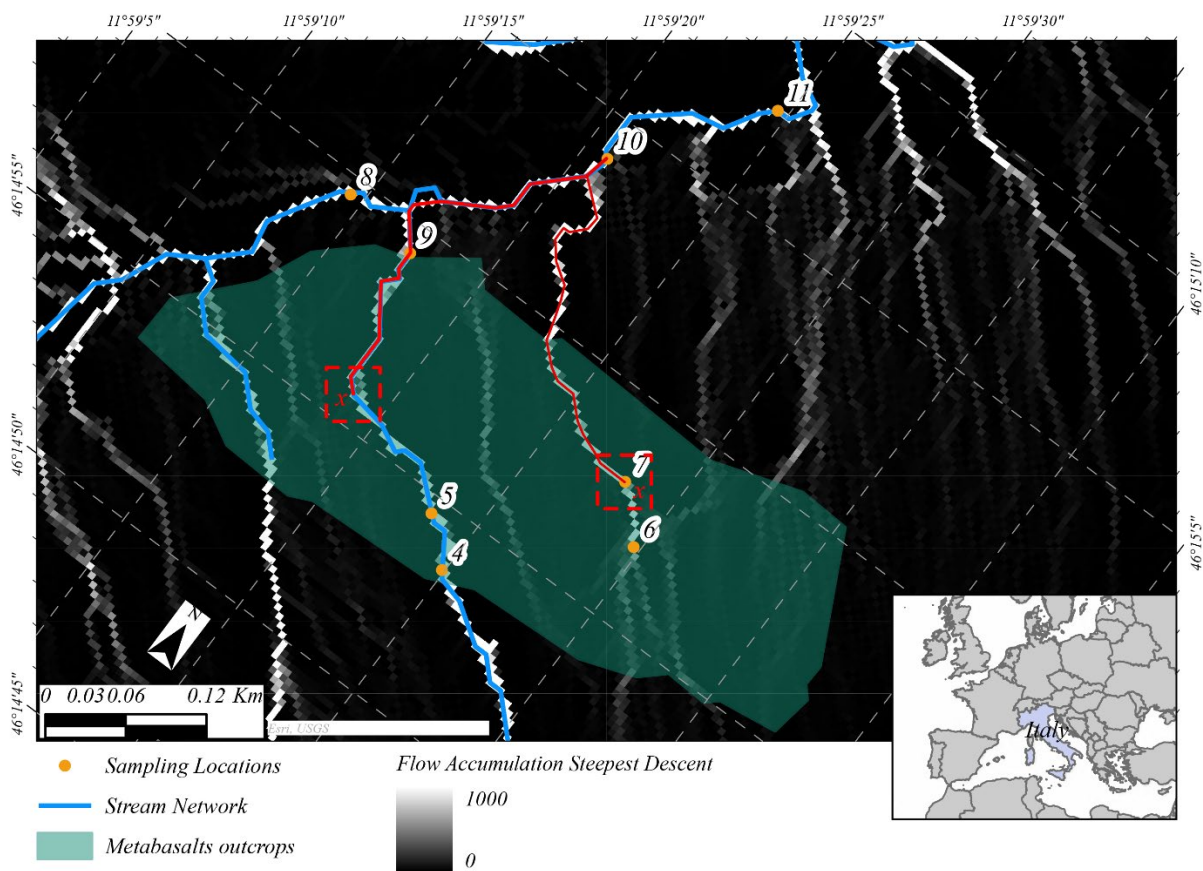 11°59'5" 11°59'10" 11°59'15" 11°59'20" 11°59'25" 11°59'30"
11
10
8
46°14'55"
9
46°15'10"
x
46°14'50"
7
x
5
6
46°15'5"
4
N
0 0.03 0.06 0.12 Km
46°14'45"
Esri, USGS
Italy
Sampling Locations
Stream Network
Metabasalts outcrops
Flow Accumulation Steepest Descent
1000
0